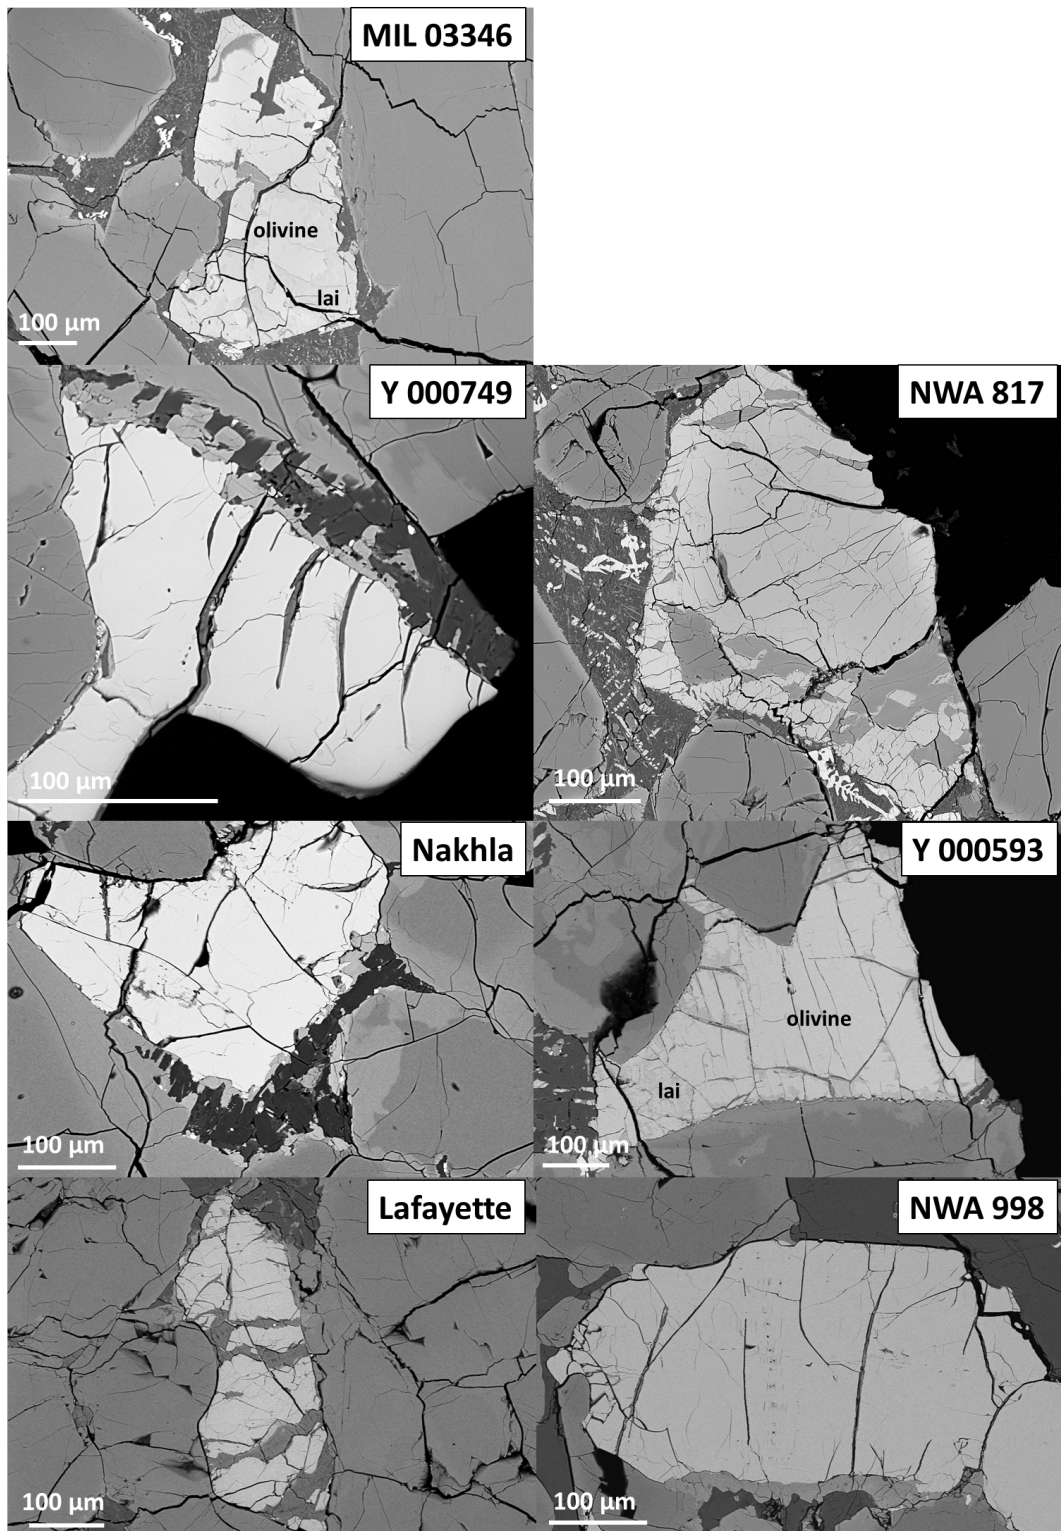 MIL 03346
olivine
lai
100 µm
Y 000749
100 µm
NWA 817
100 µm
Nakhla
100 µm
Y 000593
olivine
lai
100 µm
Lafayette
100 µm
NWA 998
100 µm